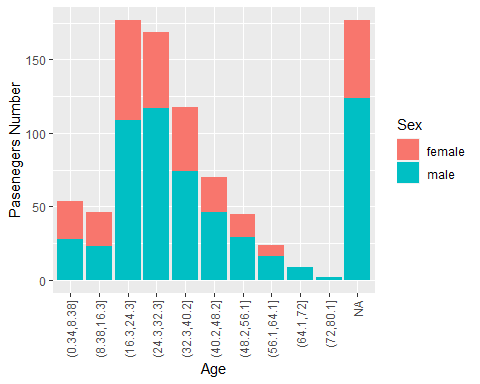 150
100
50
0
Pasenegers Number
(0.34,8.38]
(8.38,16.3]
(16.3,24.3]
(24.3,32.3]
(32.3,40.2]
(40.2,48.2]
(48.2,56.1]
(56.1,64.1]
(64.1,72]
(72,80.1]
NA
Age
Sex
female
male